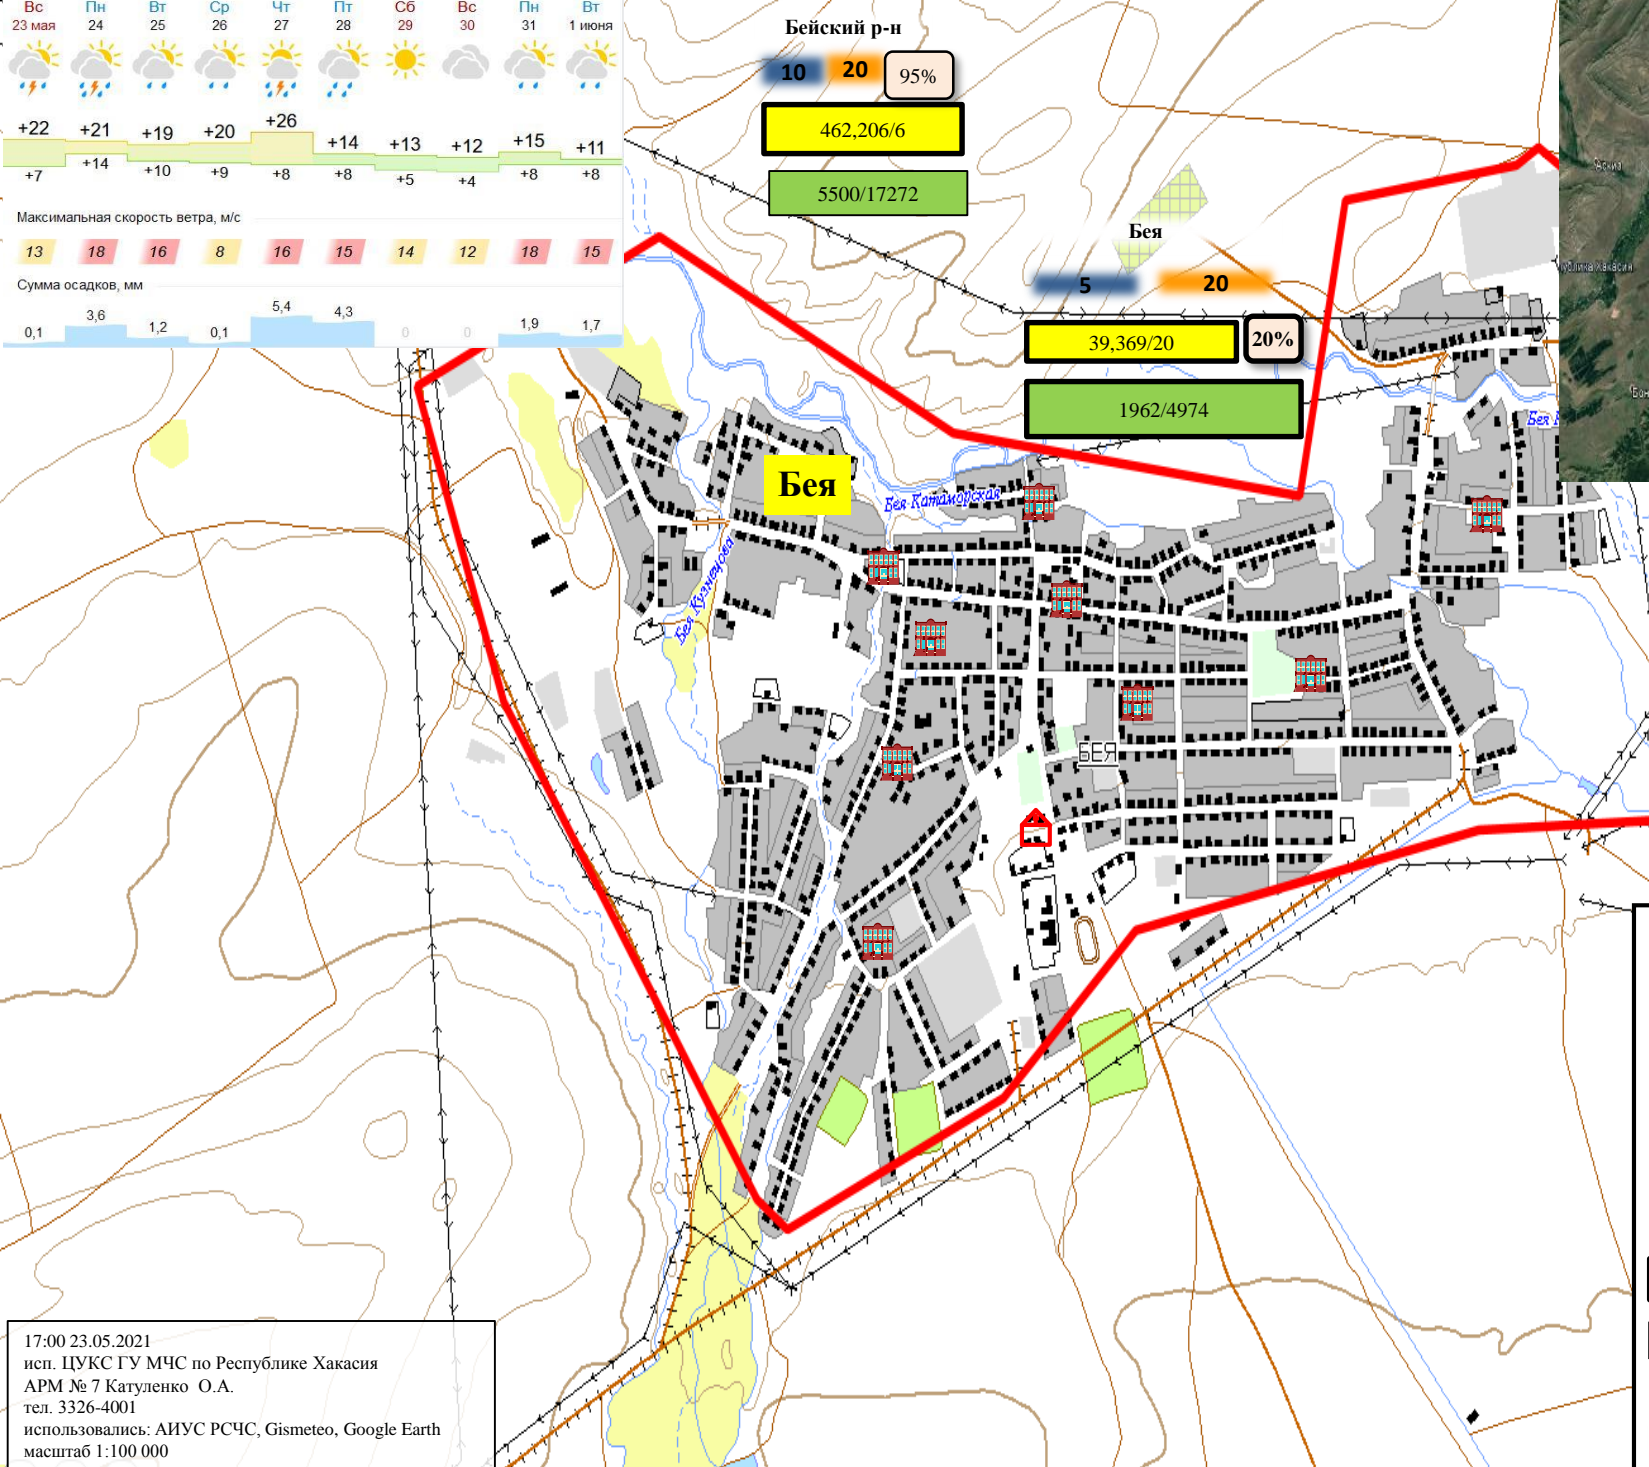 Вс Пн Вт Ср Чт Пт Сб Вс Пн Вт
23 мая 24 25 26 27 28 29 30 31 1 июня
+22 +21 +19 +20 +26 +14 +13 +12 +15 +11
+7 +14 +10 +9 +8 +8 +5 +4 +8 +8
Максимальная скорость ветра, м/с
13 18 16 8 16 15 14 12 18 15
Сумма осадков, мм
0,1 3,6 1,2 0,1 5,4 4,3 0 0 1,9 1,7
Бейский р-н
10 20 95%
462,206/6
5500/17272
Бея
5 20
39,369/20 20%
1962/4974
Аскиз
Бея
Бея
Бея Катаморская
Бея Кузнецова
БЕЯ
17:00 23.05.2021
исп. ЦУКС ГУ МЧС по Республике Хакасия
АРМ № 7 Катуленко О.А.
тел. 3326-4001
использовались: АИУС РСЧС, Gismeteo, Google Earth
масштаб 1:100 000